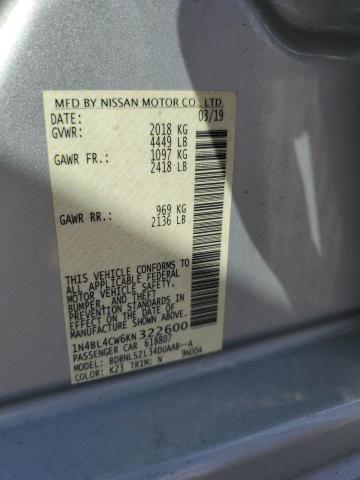 MFD BY NISSAN MOTOR CO., LTD.
DATE: 03/19
GVWR: 2018 KG
4449 LB
GAWR FR.: 1097 KG
2418 LB
GAWR RR.: 969 KG
2136 LB
THIS VEHICLE CONFORMS TO
ALL APPLICABLE FEDERAL
MOTOR VEHICLE SAFETY,
BUMPER, AND THEFT
PREVENTION STANDARDS IN
EFFECT ON THE DATE OF
MANUFACTURE SHOWN ABOVE.
1N4BL4CW6KN322600
PASSENGER CAR 618807
MODEL: BDBNLSZL34DUAAB--A
COLOR: K23 TRIM: N 9N00A